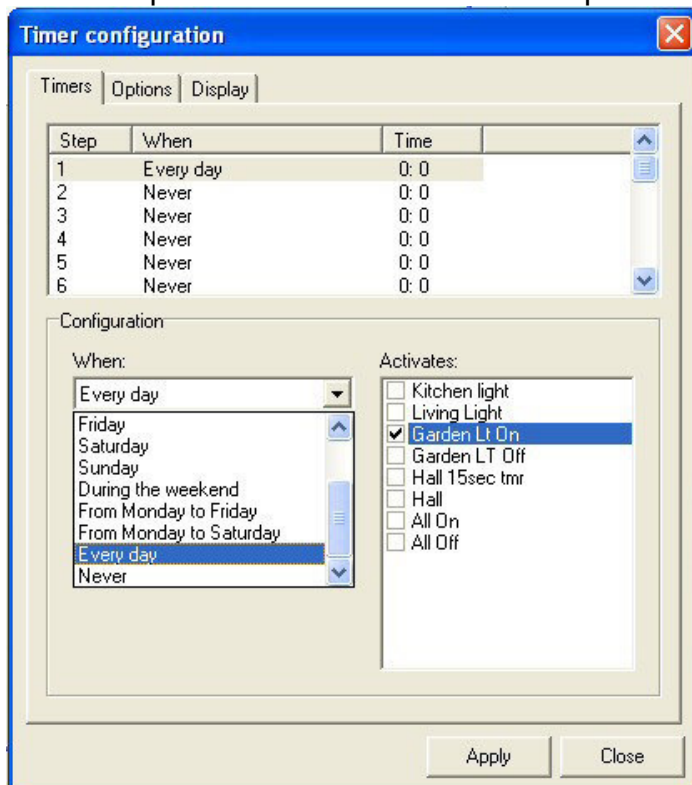 Timer configuration
Timers Options Display
Step When Time
1 Every day 0: 0
2 Never 0: 0
3 Never 0: 0
4 Never 0: 0
5 Never 0: 0
6 Never 0: 0
Configuration
When: Activates:
Every day
Friday
Saturday
Sunday
During the weekend
From Monday to Friday
From Monday to Saturday
Every day
Never
Kitchen light
Living Light
Garden Lt On
Garden LT Off
Hall 15sec tmr
Hall
All On
All Off
Apply Close